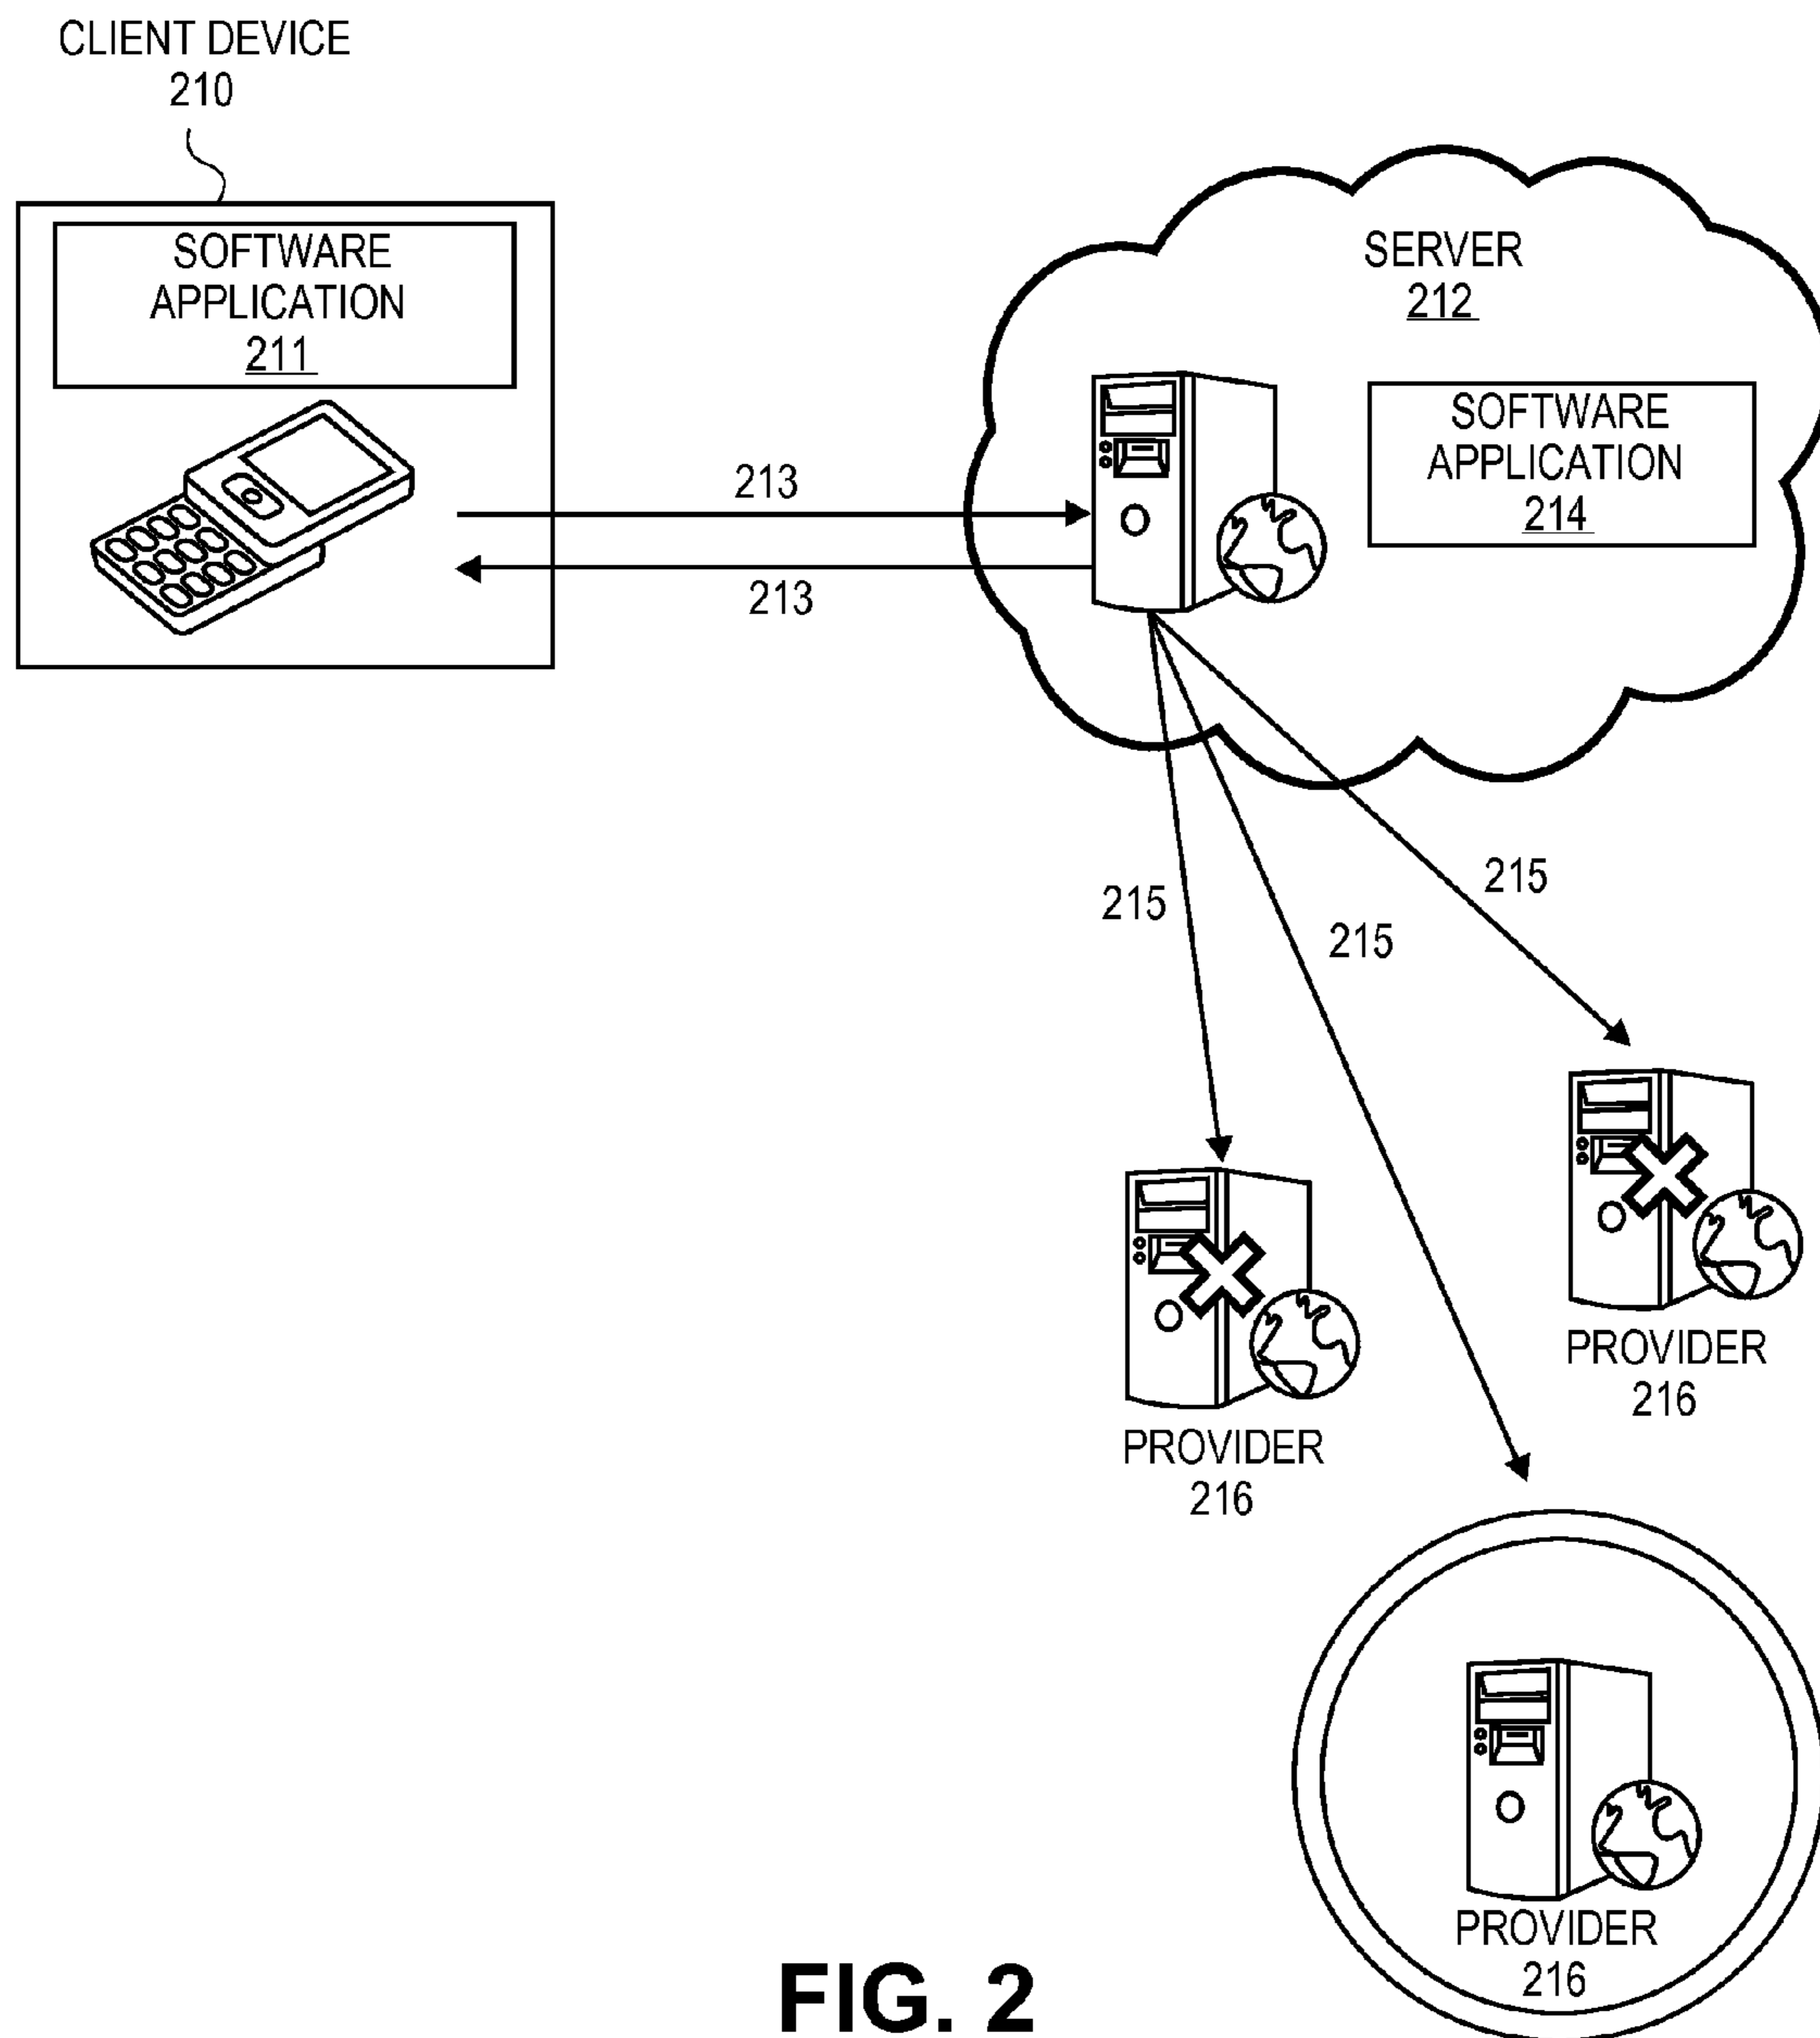 CLIENT DEVICE
210
SOFTWARE
APPLICATION
211
SERVER
212
SOFTWARE
APPLICATION
214
213
213
215
215
215
PROVIDER
216
PROVIDER
216
PROVIDER
216
FIG. 2